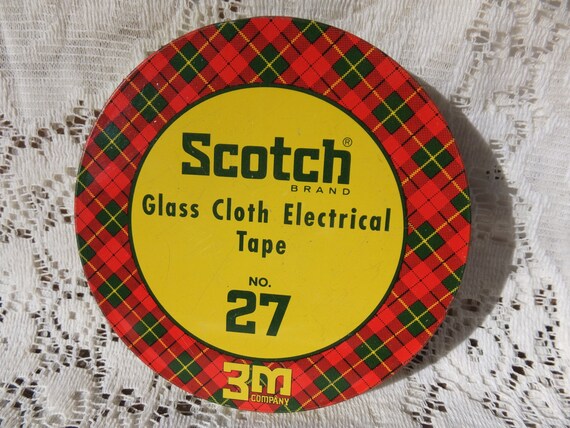 Scotch®
BRAND
Glass Cloth Electrical
Tape
NO.
27
3M
COMPANY